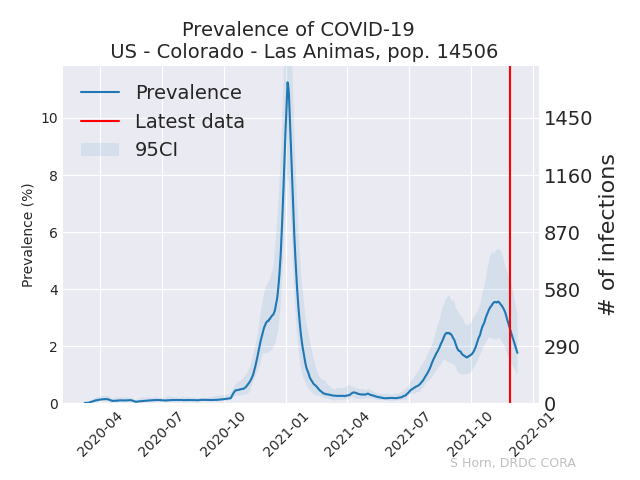 Prevalence of COVID-19
US - Colorado - Las Animas, pop. 14506
Prevalence
Latest data
95CI
Prevalence (%)
10
8
6
4
2
0
1450
1160
870
580
290
0
# of infections
2020-04
2020-07
2020-10
2021-01
2021-04
2021-07
2021-10
2022-01
S Horn, DRDC CORA